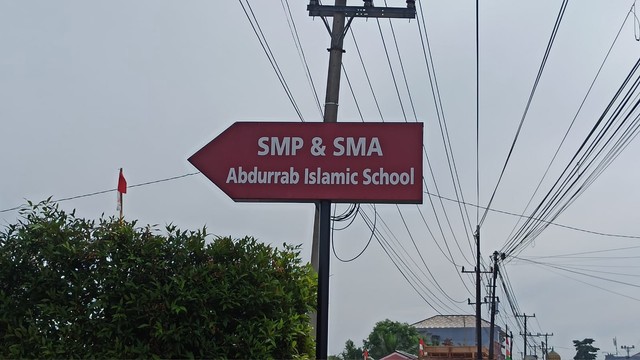 SMP & SMA
Abdurrab Islamic School